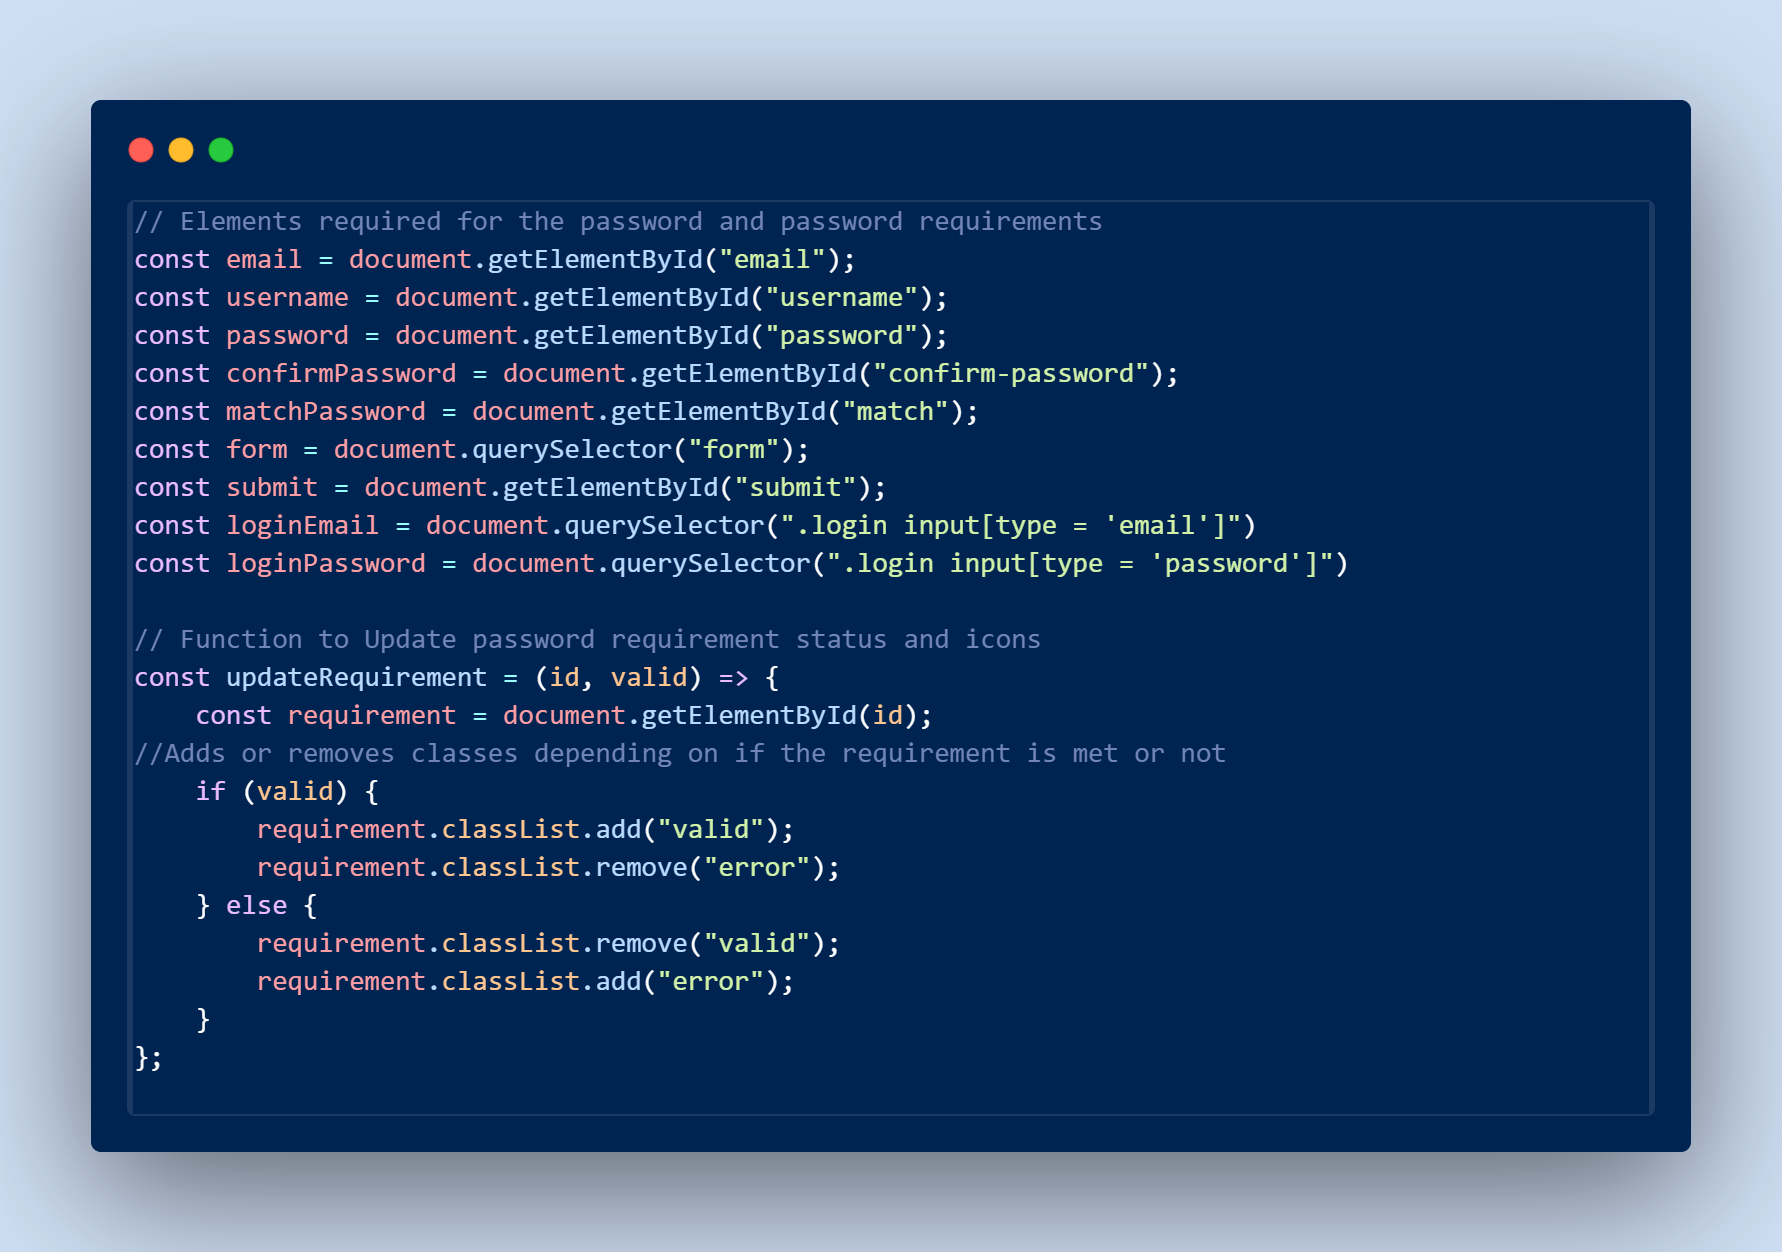 // Elements required for the password and password requirements
const email = document.getElementById("email");
const username = document.getElementById("username");
const password = document.getElementById("password");
const confirmPassword = document.getElementById("confirm-password");
const matchPassword = document.getElementById("match");
const form = document.querySelector("form");
const submit = document.getElementById("submit");
const loginEmail = document.querySelector(".login input[type = 'email']")
const loginPassword = document.querySelector(".login input[type = 'password']")

// Function to Update password requirement status and icons
const updateRequirement = (id, valid) => {
    const requirement = document.getElementById(id);
//Adds or removes classes depending on if the requirement is met or not
    if (valid) {
        requirement.classList.add("valid");
        requirement.classList.remove("error");
    } else {
        requirement.classList.remove("valid");
        requirement.classList.add("error");
    }
};